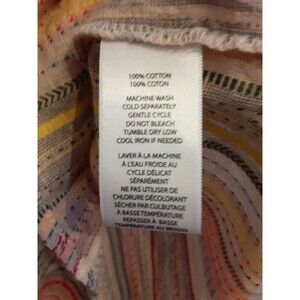 100% COTTON
100% COTON
MACHINE WASH
COLD SEPARATELY
GENTLE CYCLE
DO NOT BLEACH
TUMBLE DRY LOW
COOL IRON IF NEEDED
LAVER À LA MACHINE
À L'EAU FROIDE AU
CYCLE DÉLICAT
SÉPARÉMENT
NE PAS UTILISER DE
CHLORURE DÉCOLORANT
SÉCHER PAR CULBUTAGE
À BASSE TEMPÉRATURE
REPASSER À BASSE
TEMPÉRATURE AU BESOIN